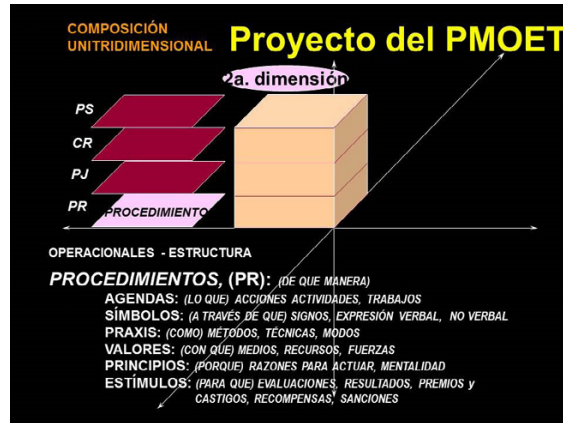 COMPOSICIÓN
UNITRIDIMENSIONAL
Proyecto del PMOET
2a. dimensión
PS
CR
PJ
PR
PROCEDIMIENTO
OPERACIONALES - ESTRUCTURA
PROCEDIMIENTOS, (PR): (DE QUE MANERA)
AGENDAS: (LO QUE) ACCIONES ACTIVIDADES, TRABAJOS
SÍMBOLOS: (A TRAVÉS DE QUE) SIGNOS, EXPRESIÓN VERBAL, NO VERBAL
PRAXIS: (COMO) MÉTODOS, TÉCNICAS, MODOS
VALORES: (CON QUE) MEDIOS, RECURSOS, FUERZAS
PRINCIPIOS: (PORQUE) RAZONES PARA ACTUAR, MENTALIDAD
ESTÍMULOS: (PARA QUE) EVALUACIONES, RESULTADOS, PREMIOS y
CASTIGOS, RECOMPENSAS, SANCIONES